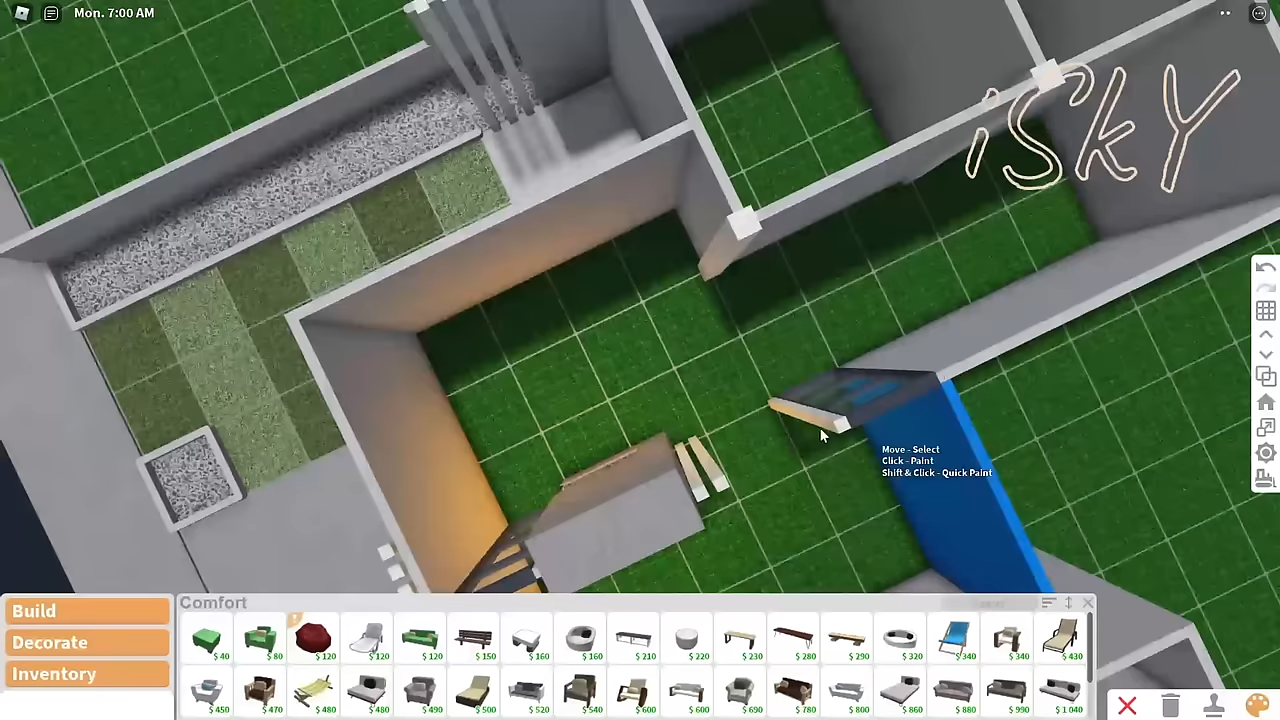 Mon. 7:00 AM
iSkY
Move - Select
Click - Paint
Shift & Click - Quick Paint
Build
Decorate
Inventory
Comfort
$ 40 $ 80 $ 120 $ 120 $ 120 $ 150 $ 160 $ 160 $ 210 $ 220 $ 230 $ 280 $ 290 $ 320 $ 340 $ 340 $ 430
$ 450 $ 470 $ 480 $ 480 $ 490 $ 500 $ 520 $ 540 $ 600 $ 600 $ 690 $ 780 $ 800 $ 860 $ 880 $ 990 $ 1 040